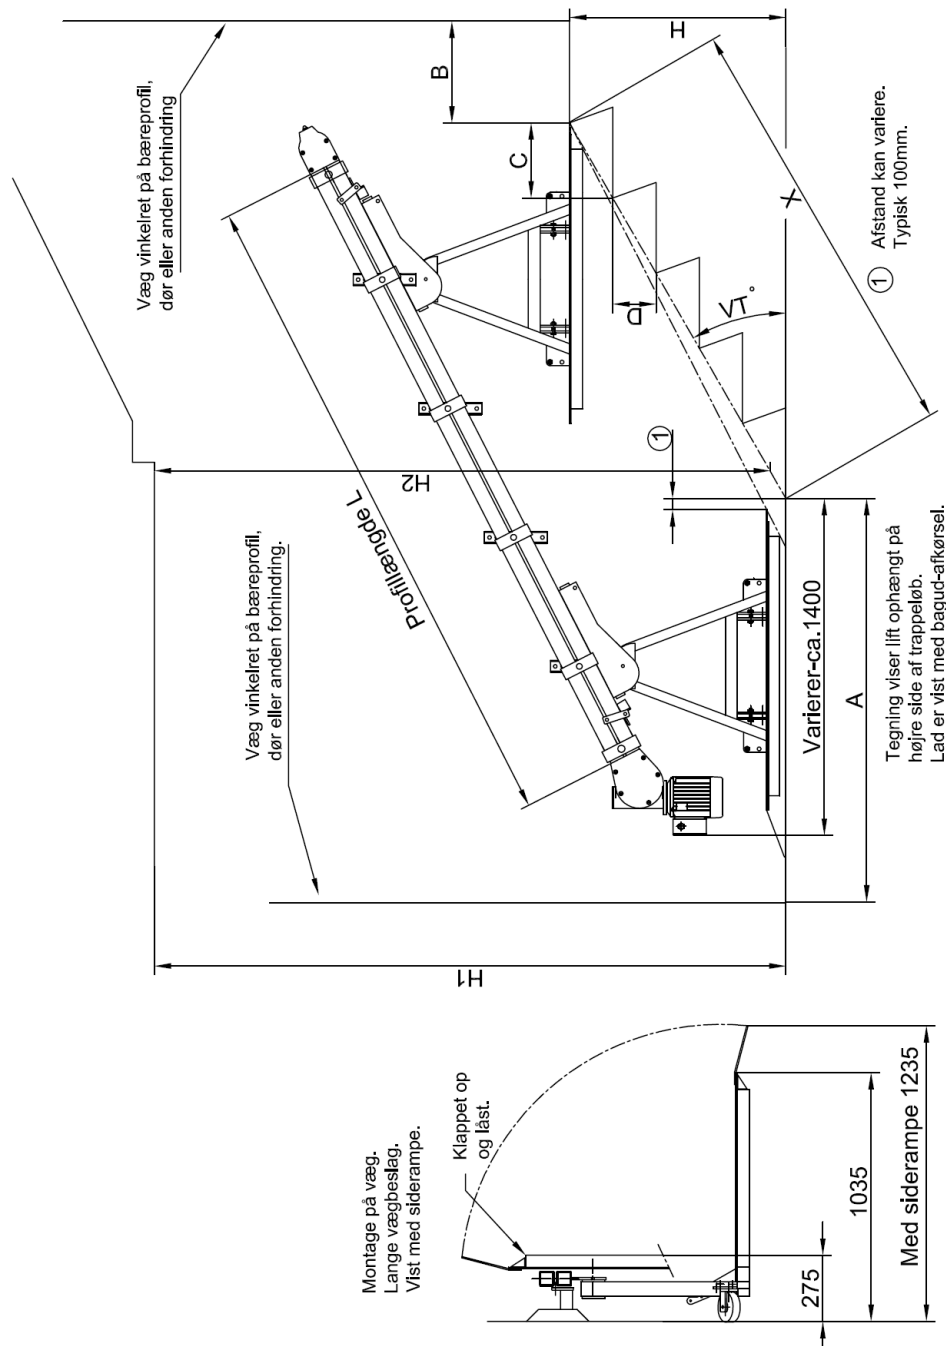 Montage på væg.
Lange vægbeslag.
Vist med siderampe.
Klappet op
og låst.
275
1035
Med siderampe 1235
H1
Væg vinkelret på bæreprofil,
dør eller anden forhindring.
Væg vinkelret på bæreprofil,
dør eller anden forhindring
Profillængde L
H2
1
Varierer-ca.1400
A
B
C
D
H
X
VT°
1 Afstand kan variere.
Typisk 100mm.
Tegning viser lift ophængt på
højre side af trappeløb.
Lad er vist med bagud-afkørsel.